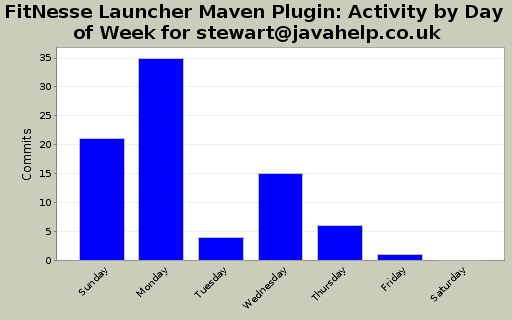 FitNesse Launcher Maven Plugin: Activity by Day
of Week for stewart@javahelp.co.uk
Commits
35
30
25
20
15
10
5
0
Sunday
Monday
Tuesday
Wednesday
Thursday
Friday
Saturday